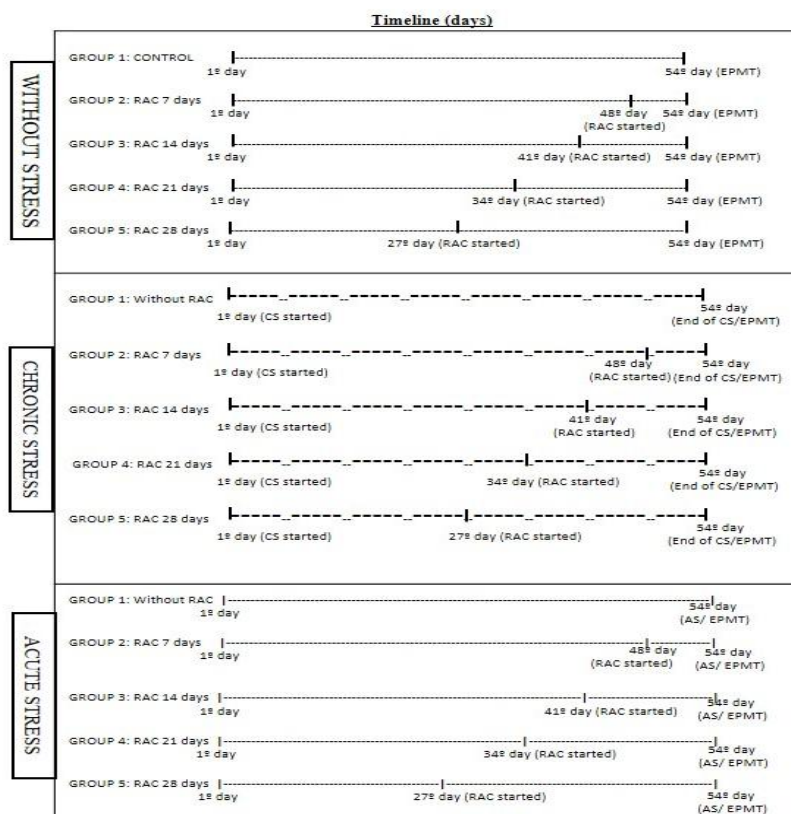 Timeline (days)
WITHOUT STRESS
GROUP 1: CONTROL
1º day 54º day (EPMT)
GROUP 2: RAC 7 days
1º day 48º day 54º day (EPMT)
(RAC started)
GROUP 3: RAC 14 days
1º day 41º day (RAC started) 54º day (EPMT)
GROUP 4: RAC 21 days
1º day 34º day (RAC started) 54º day (EPMT)
GROUP 5: RAC 28 days
1º day 27º day (RAC started) 54º day (EPMT)
CHRONIC STRESS
GROUP 1: Without RAC
1º day (CS started) 54º day
(End of CS/EPMT)
GROUP 2: RAC 7 days
1º day (CS started) 48º day 54º day
(RAC started) (End of CS/EPMT)
GROUP 3: RAC 14 days
1º day (CS started) 41º day 54º day
(RAC started) (End of CS/EPMT)
GROUP 4: RAC 21 days
1º day (CS started) 34º day (RAC started) 54º day
(End of CS/EPMT)
GROUP 5: RAC 28 days
1º day (CS started) 27º day (RAC started) 54º day
(End of CS/EPMT)
ACUTE STRESS
GROUP 1: Without RAC
1º day 54º day
(AS/ EPMT)
GROUP 2: RAC 7 days
1º day 48º day 54º day
(RAC started) (AS/ EPMT)
GROUP 3: RAC 14 days
1º day 41º day (RAC started) 54º day
(AS/ EPMT)
GROUP 4: RAC 21 days
1º day 34º day (RAC started) 54º day
(AS/ EPMT)
GROUP 5: RAC 28 days
1º day 27º day (RAC started) 54º day
(AS/ EPMT)